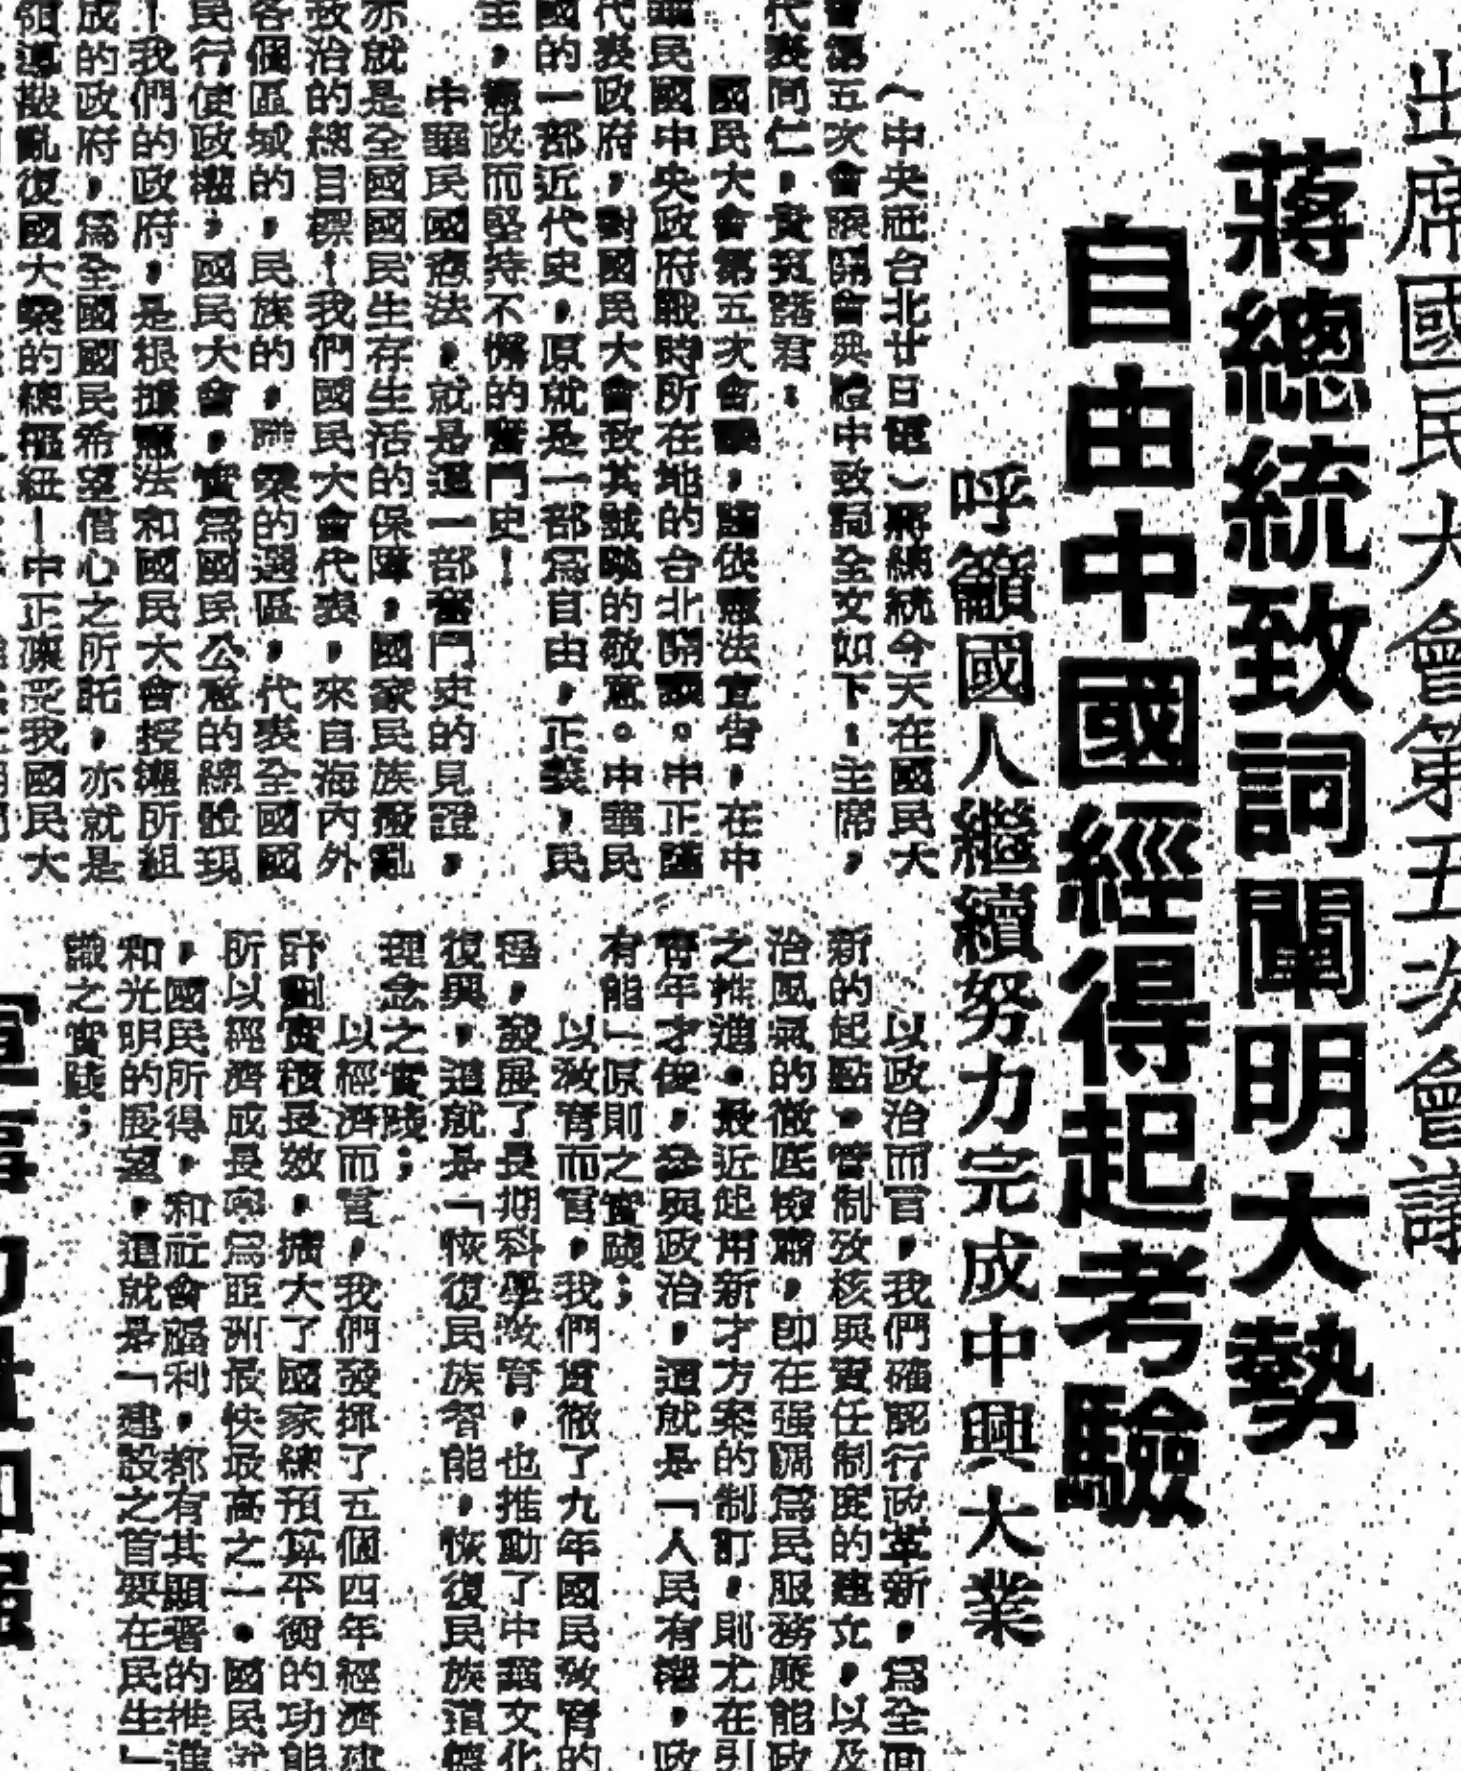 出席國民大會第五次會議
蔣總統致詞闡明大勢
自由中國經得起考驗
呼籲國人繼續努力完成中興大業
（中央社台北廿日電）蔣總統今天在國民大
會第五次會議開會典禮中致詞全文如下：主席，
代表同仁，貴賓諸君：
國民大會第五次會議，謹依憲法宣告，在中
華民國中央政府戰時所在地的台北開議。中正謹
代表政府，對國民大會致其誠摯的敬意。中華民
國的一部近代史，原就是一部為自由，正義，民
主，憲政而堅持不懈的奮鬥史！
中華民國憲法，就是這一部奮鬥史的見證，
亦就是全國國民生存生活的保障，國家民族撥亂
致治的總目標！我們國民大會代表，來自海內外
各個區域的，民族的，職業的選區，代表全國國
民行使政權，國民大會，實為國民公意的總體現
！我們的政府，是根據憲法和國民大會授權所組
成的政府，為全國國民希望信心之所託，亦就是
領導戡亂復國大業的總樞紐－中正承受我國民大
以政治而言，我們確認行政革新，為全面
新的起點，管制攷核與責任制度的建立，以及
治風氣的徹底檢肅，即在强調為民服務廉能政
之推進。最近起用新才方案的制訂，則尤在引
青年才俊，參與政治，這就是「人民有權，政
有能」原則之實踐；
以教育而言，我們貫徹了九年國民教育的
程，發展了長期科學教育，也推動了中華文化
復興，這就是「恢復民族智能，恢復民族道德
理念之實踐；
以經濟而言，我們發揮了五個四年經濟建
計劃實積長效，擴大了國家總預算平衡的功能
所以經濟成長率為亞洲最快最高之一。國民就
，國民所得，和社會福利，都有其顯著的推進
和光明的展望，這就是「建設之首要在民生」
識之實踐；